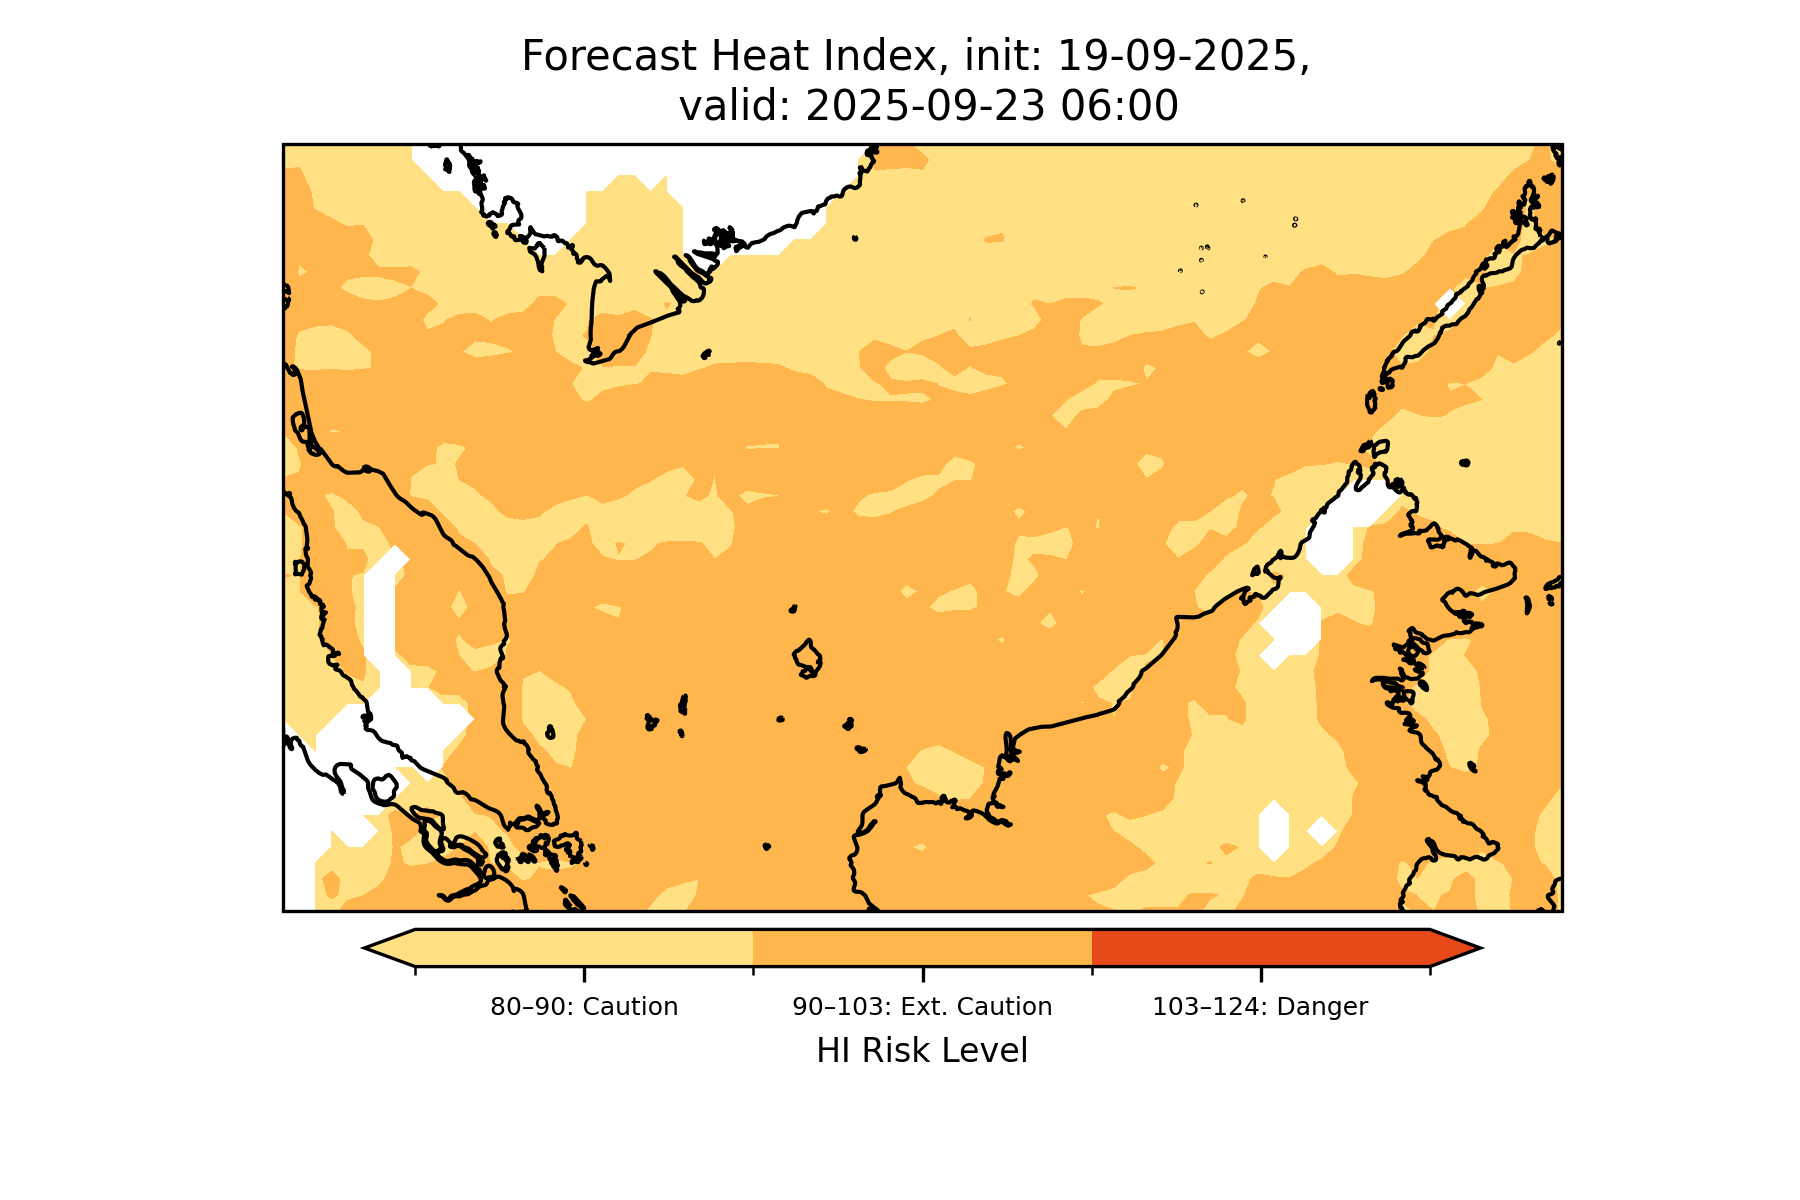 Forecast Heat Index, init: 19-09-2025,
valid: 2025-09-23 06:00
80–90: Caution
90–103: Ext. Caution
103–124: Danger
HI Risk Level